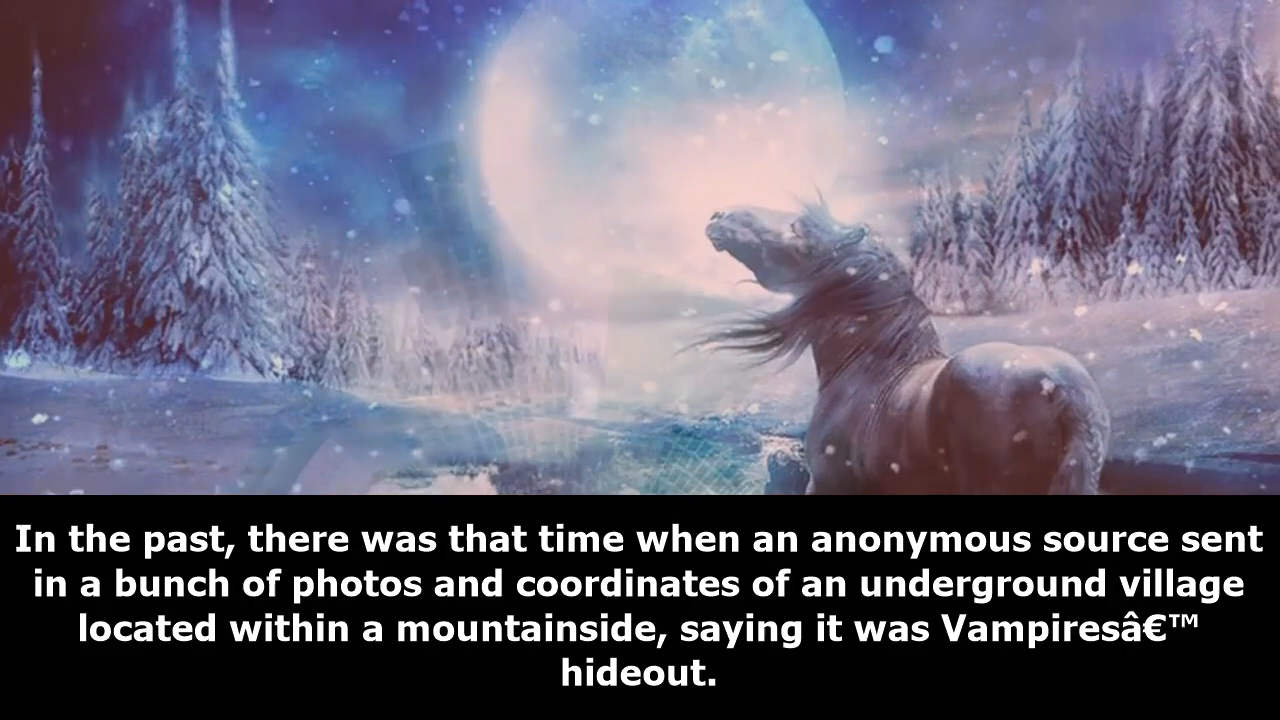 In the past, there was that time when an anonymous source sent
in a bunch of photos and coordinates of an underground village
located within a mountainside, saying it was Vampiresâ€™
hideout.